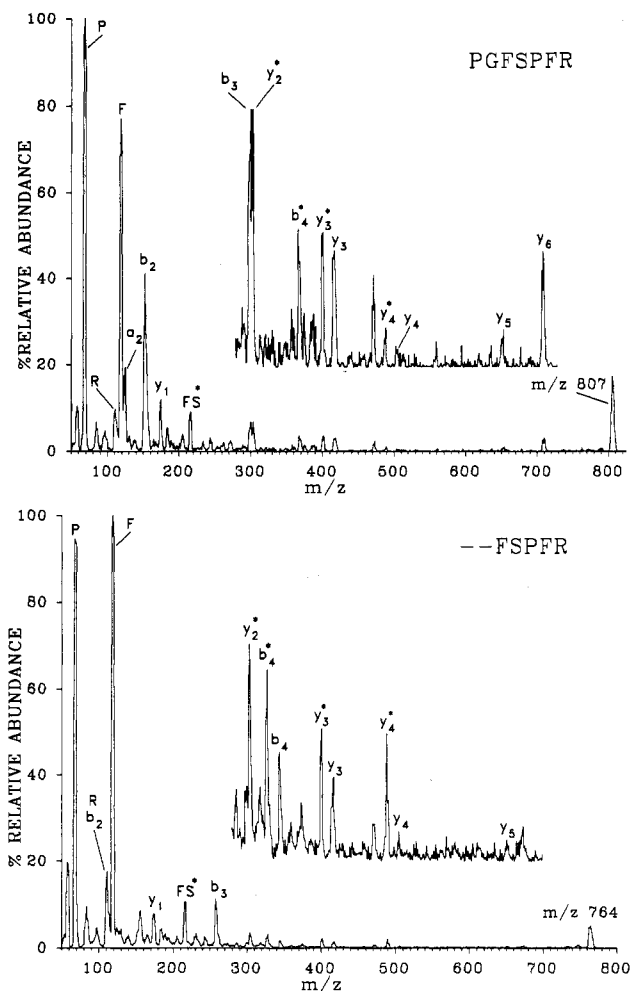 PGFSPFR
%RELATIVE ABUNDANCE
100
80
60
40
20
0
P
F
b2
a2
R
y1
FS*
b3
y2*
b4*
y3*
y3
y4*
y4
y5
y6
m/z 807
100 200 300 400 500 600 700 800
m/z
--FSPFR
% RELATIVE ABUNDANCE
100
80
60
40
20
0
P
F
R
b2
y1
FS*
b3
y2*
b4*
b4
y3*
y3
y4*
y4
y5
m/z 764
100 200 300 400 500 600 700 800
m/z